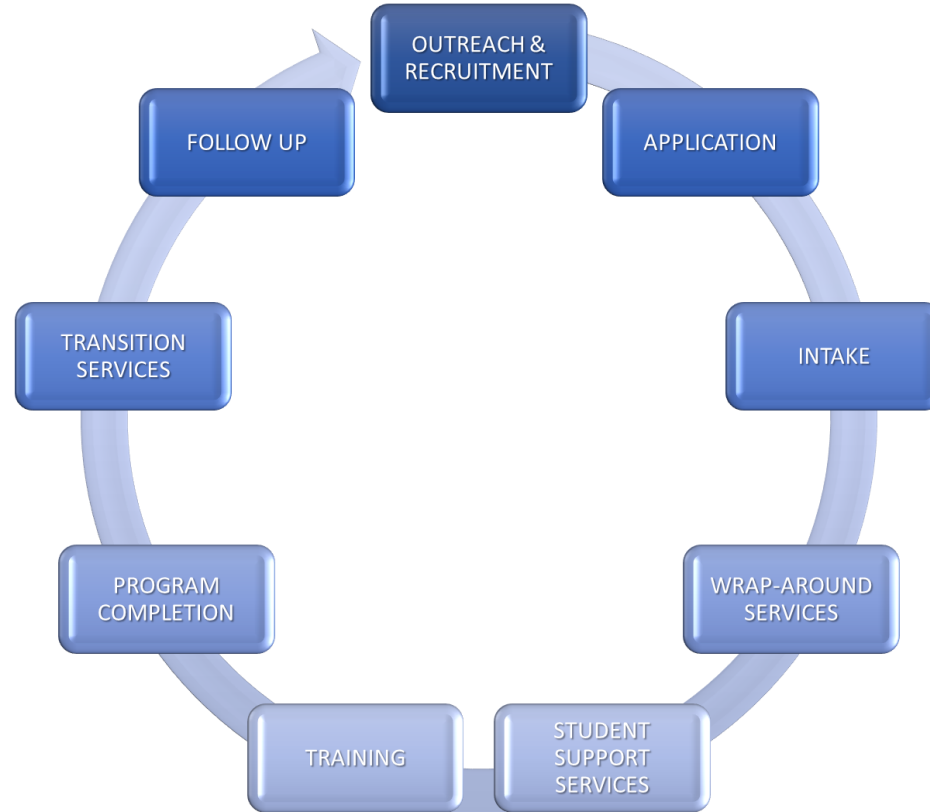 OUTREACH &
RECRUITMENT
APPLICATION
INTAKE
WRAP-AROUND
SERVICES
STUDENT
SUPPORT
SERVICES
TRAINING
PROGRAM
COMPLETION
TRANSITION
SERVICES
FOLLOW UP